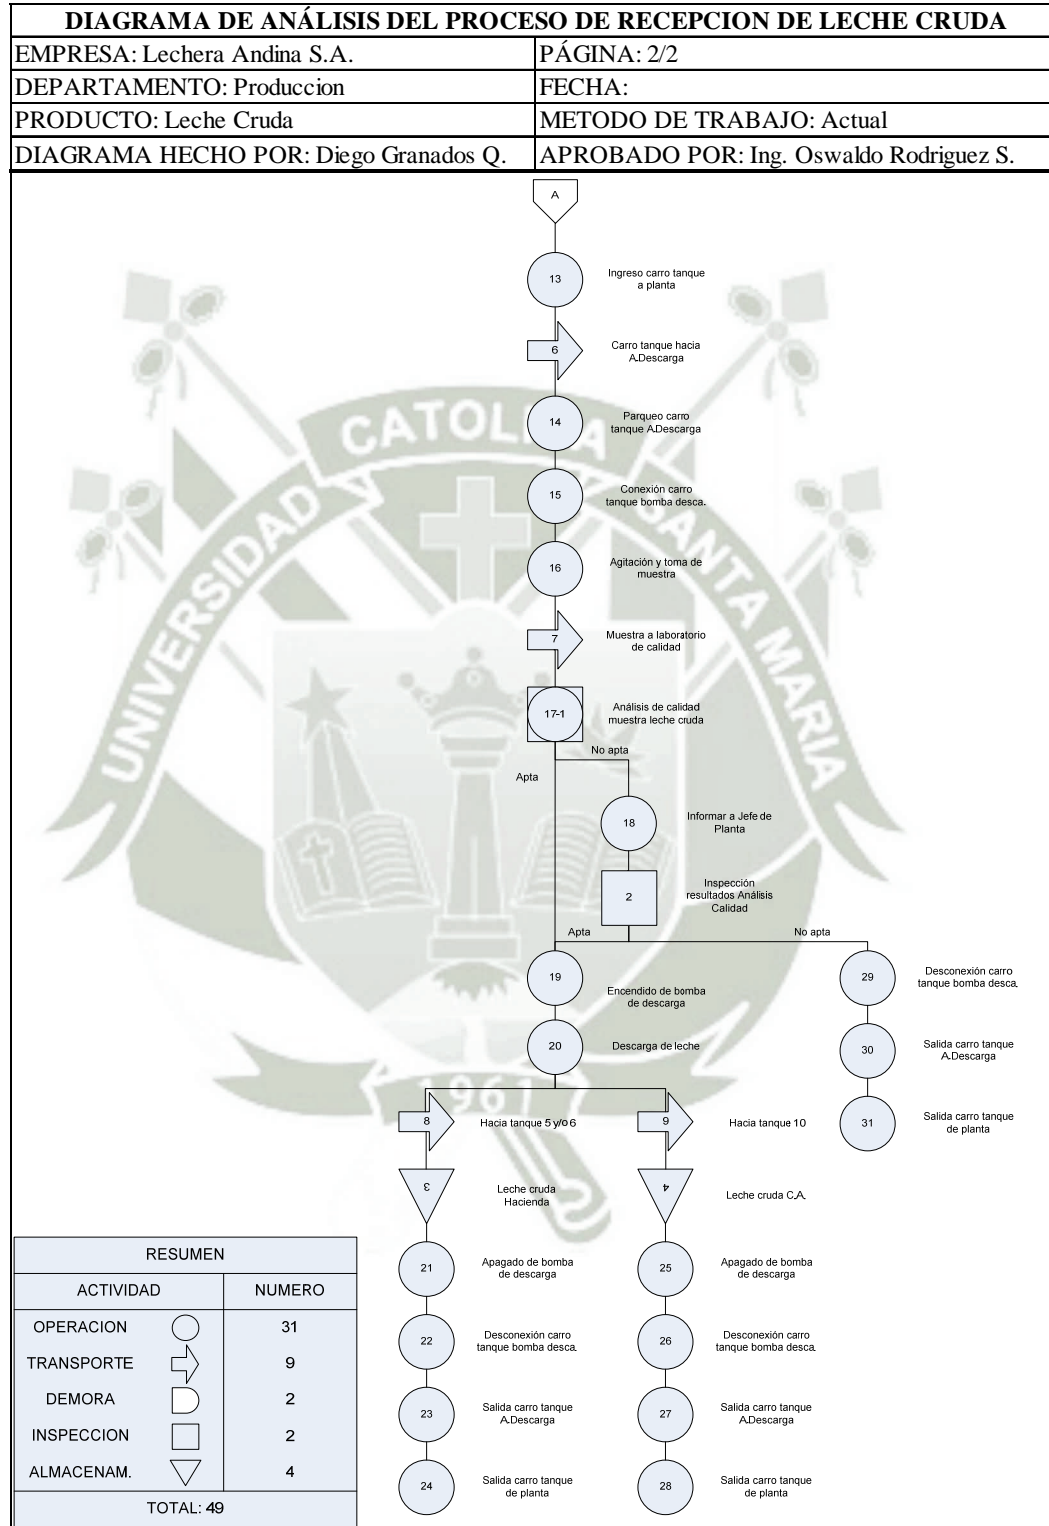 DIAGRAMA DE ANÁLISIS DEL PROCESO DE RECEPCION DE LECHE CRUDA
EMPRESA: Lechera Andina S.A.
PÁGINA: 2/2
DEPARTAMENTO: Produccion
FECHA:
PRODUCTO: Leche Cruda
METODO DE TRABAJO: Actual
DIAGRAMA HECHO POR: Diego Granados Q.
APROBADO POR: Ing. Oswaldo Rodriguez S.
A
13
Ingreso carro tanque
a planta
6
Carro tanque hacia
A.Descarga
14
Parqueo carro
tanque A.Descarga
15
Conexión carro
tanque bomba desca.
16
Agitación y toma de
muestra
7
Muestra a laboratorio
de calidad
17-1
Análisis de calidad
muestra leche cruda
No apta
Apta
18
Informar a Jefe de
Planta
2
Inspección
resultados Análisis
Calidad
Apta
No apta
19
Encendido de bomba
de descarga
29
Desconexión carro
tanque bomba desca.
20
Descarga de leche
30
Salida carro tanque
A.Descarga
8
Hacia tanque 5 y/o 6
9
Hacia tanque 10
31
Salida carro tanque
de planta
3
Leche cruda
Hacienda
4
Leche cruda C.A.
21
Apagado de bomba
de descarga
25
Apagado de bomba
de descarga
22
Desconexión carro
tanque bomba desca.
26
Desconexión carro
tanque bomba desca.
23
Salida carro tanque
A.Descarga
27
Salida carro tanque
A.Descarga
24
Salida carro tanque
de planta
28
Salida carro tanque
de planta
RESUMEN
ACTIVIDAD NUMERO
OPERACION 31
TRANSPORTE 9
DEMORA 2
INSPECCION 2
ALMACENAM. 4
TOTAL: 49
UNIVERSIDAD CATOLICA SANTA MARIA
1961